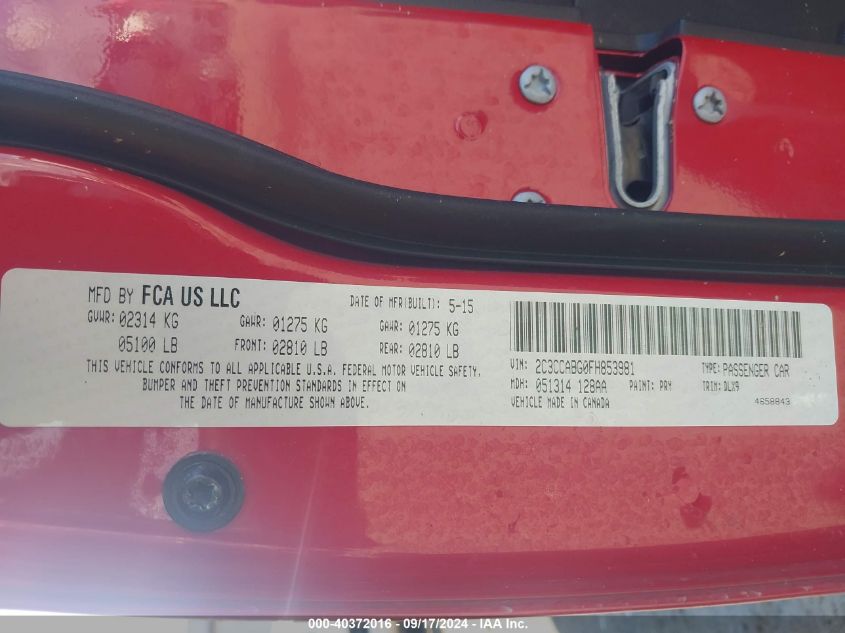 MFD BY FCA US LLC
DATE OF MFR(BUILT): 5-15
GVWR: 02314 KG GAWR: 01275 KG GAWR: 01275 KG
05100 LB FRONT: 02810 LB REAR: 02810 LB
THIS VEHICLE CONFORMS TO ALL APPLICABLE U.S.A. FEDERAL MOTOR VEHICLE SAFETY,
BUMPER AND THEFT PREVENTION STANDARDS IN EFFECT ON
THE DATE OF MANUFACTURE SHOWN ABOVE.
VIN: 2C3CCABG0FH853981 TYPE: PASSENGER CAR
MDH: 051314 128AA PAINT: PRY TRIM: DLX9
VEHICLE MADE IN CANADA 4658843
000-40372016 - 09/17/2024 - IAA Inc.